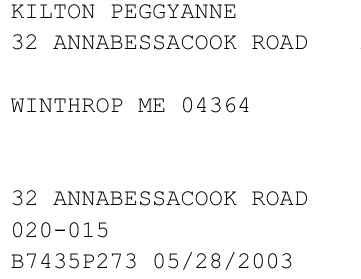 KILTON PEGGYANNE
32 ANNABESSACOOK ROAD
WINTHROP ME 04364
32 ANNABESSACOOK ROAD
020-015
B7435P273 05/28/2003